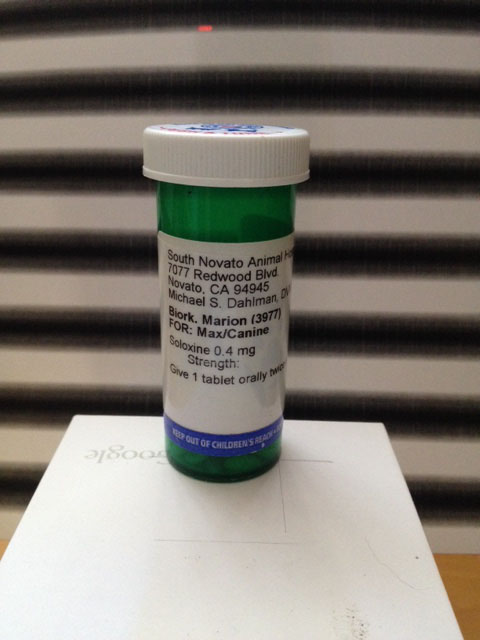 South Novato Animal
7077 Redwood Blvd.
Novato, CA 94945
Michael S. Dahlman,
Biork, Marion (3977)
FOR: Max/Canine
Soloxine 0.4 mg
Strength:
Give 1 tablet orally
KEEP OUT OF CHILDREN'S REACH
Google